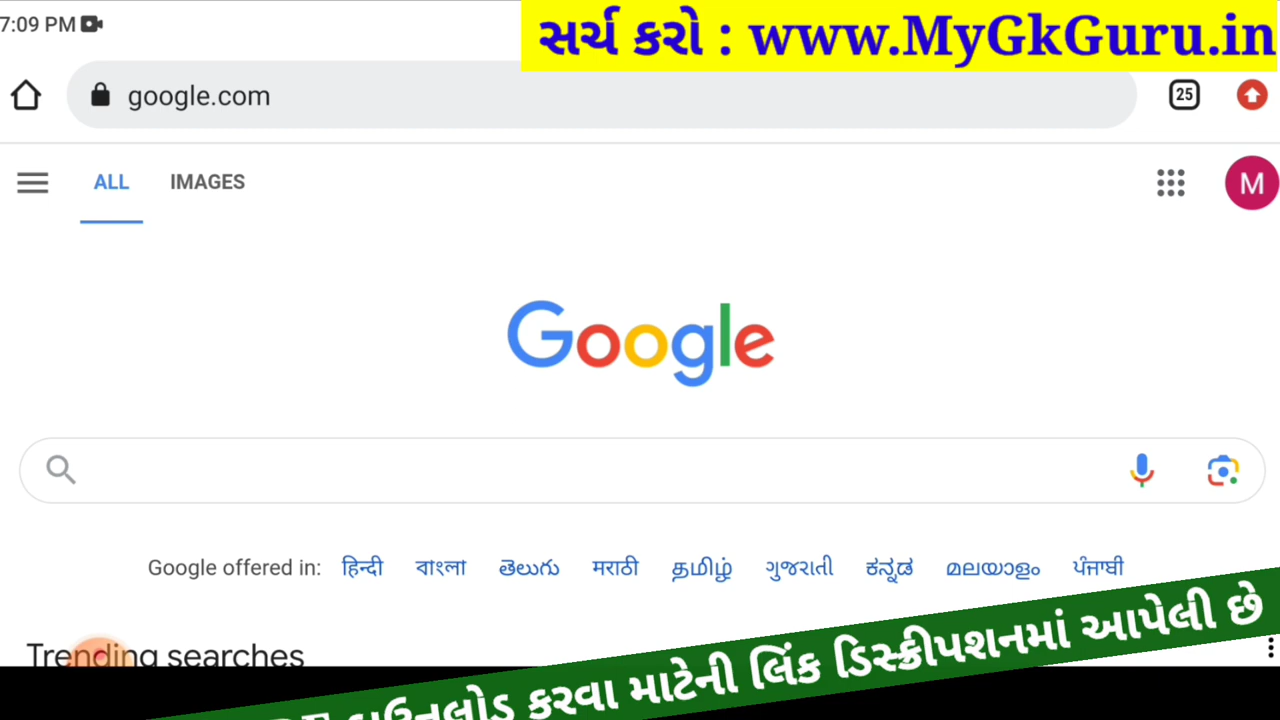 7:09 PM
સર્ચ કરો : www.MyGkGuru.in
google.com
25
ALL IMAGES
M
Google
Google offered in: हिन्दी বাংলা తెలుగు मराठी தமிழ் ગુજરાતી ಕನ್ನಡ മലയാളം ਪੰਜਾਬੀ
Trending searches
ડાઉનલોડ કરવા માટેની લિંક ડિસ્ક્રીપશનમાં આપેલી છે